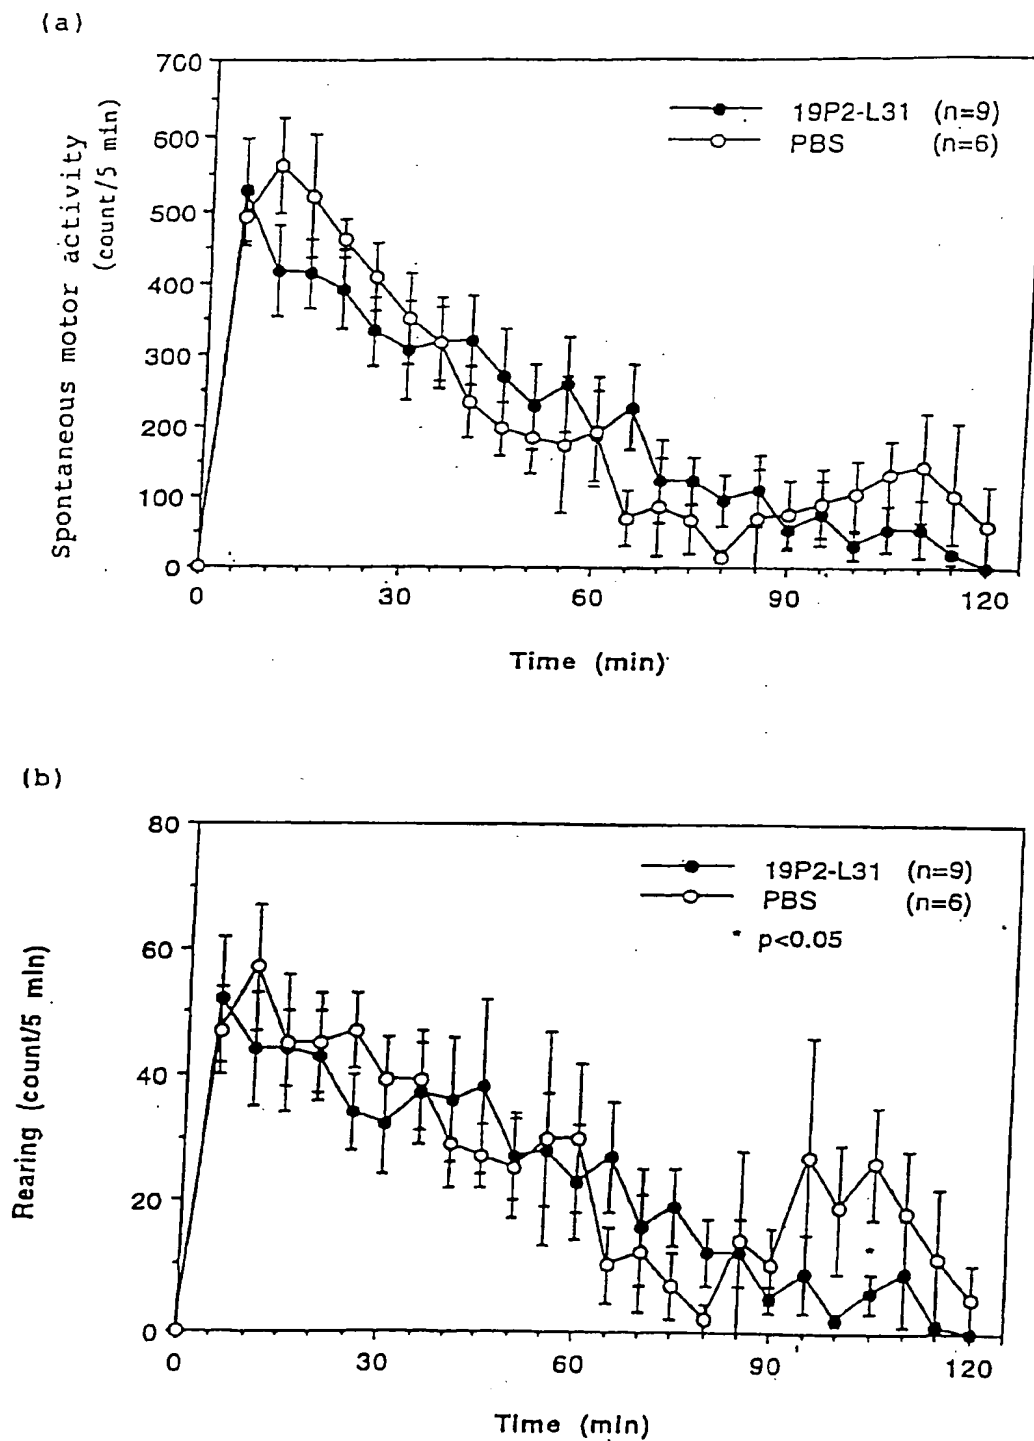 (a)
Spontaneous motor activity
(count/5 min)
700
600
500
400
300
200
100
0
19P2-L31 (n=9)
PBS (n=6)
0 30 60 90 120
Time (min)
(b)
Rearing (count/5 min)
80
60
40
20
0
19P2-L31 (n=9)
PBS (n=6)
* p<0.05
*
0 30 60 90 120
Time (min)